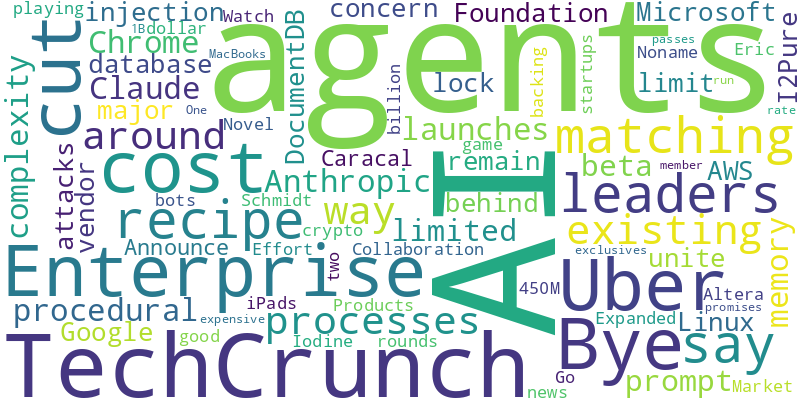 playing
1B
dollar
injection
Watch
concern
Foundation
Microsoft
Chrome
cut
agents
MacBooks
database
DocumentDB
passes
Noname
Eric
I2Pure
Claude
billion
lock
backing
startups
limit
run
major
One
rate
complexity
around
Novel
launches
matching
attacks
vendor
cost
Caracal
game
remain
beta
member
AWS
Anthropic
AI
leaders
bots
Schmidt
way
behind
recipe
crypto
limited
existing
memory
Announce
Effort
Collaboration
exclusives
unite
Enterprise
two
450M
Uber
Altera
promises
procedural
iPads
Products
expensive
processes
Expanded
Linux
Google
good
Iodine
rounds
Bye
say
TechCrunch
Go
news
prompt
Market